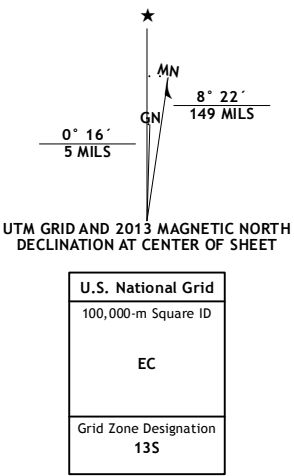 ★
MN
GN
8° 22´
149 MILS
0° 16´
5 MILS
UTM GRID AND 2013 MAGNETIC NORTH
DECLINATION AT CENTER OF SHEET
U.S. National Grid
100,000-m Square ID
EC
Grid Zone Designation
13S